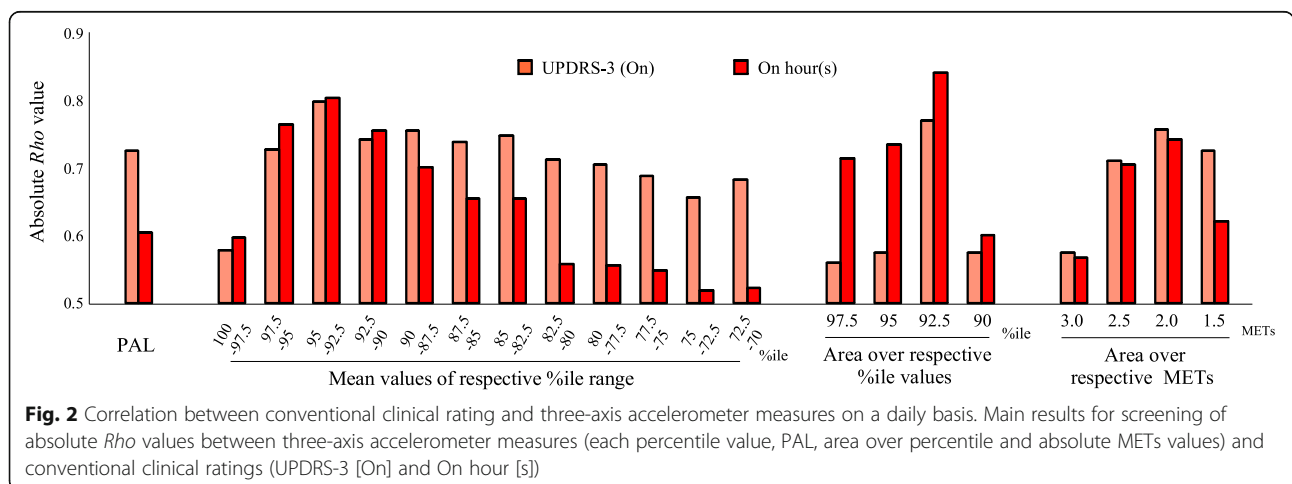 0.9
UPDRS-3 (On)
On hour(s)
0.8
0.7
0.6
0.5
Absolute Rho value
PAL
100 -97.5
97.5 -95
95 -92.5
92.5 -90
90 -87.5
87.5 -85
85 -82.5
82.5 -80
80 -77.5
77.5 -75
75 -72.5
72.5 -70
%ile
Mean values of respective %ile range
97.5 95 92.5 90
%ile
Area over respective
%ile values
3.0 2.5 2.0 1.5
METs
Area over
respective METs
Fig. 2 Correlation between conventional clinical rating and three-axis accelerometer measures on a daily basis. Main results for screening of
absolute Rho values between three-axis accelerometer measures (each percentile value, PAL, area over percentile and absolute METs values) and
conventional clinical ratings (UPDRS-3 [On] and On hour [s])